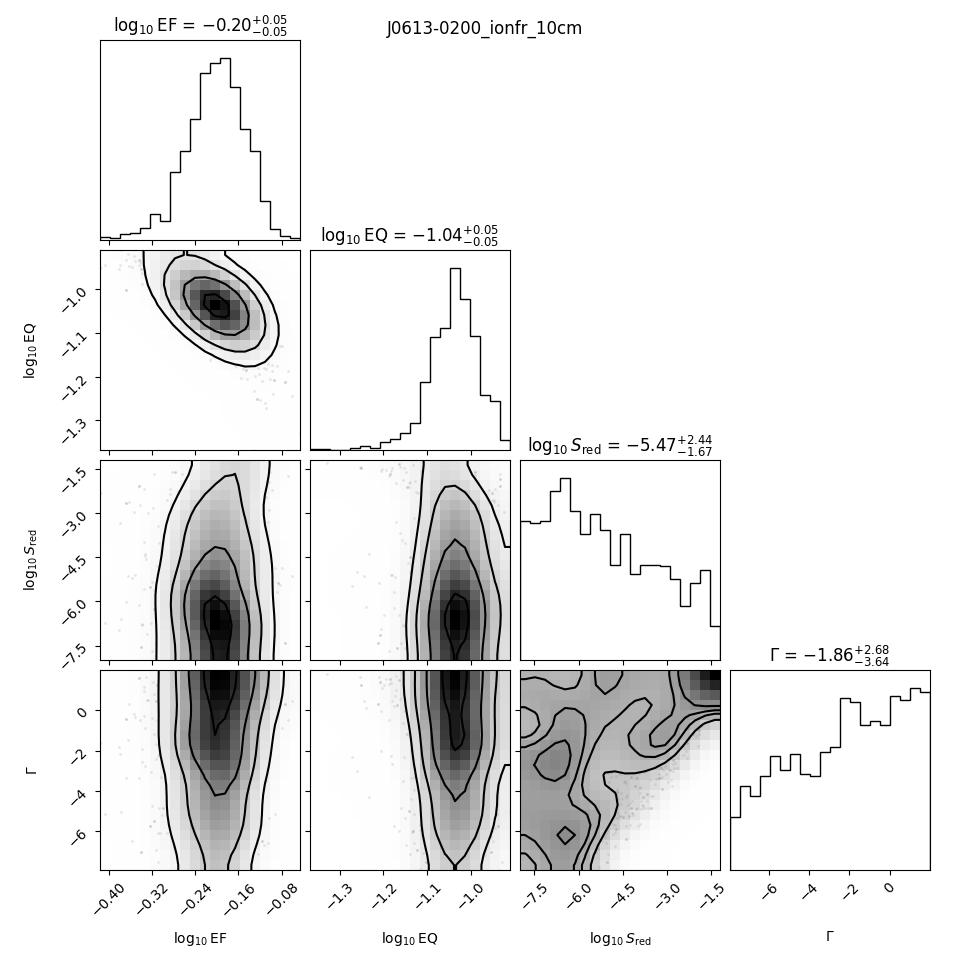 J0613-0200_ionfr_10cm
log₁₀ EF = −0.20 +0.05 −0.05
log₁₀ EQ = −1.04 +0.05 −0.05
log₁₀ EQ
−1.0
−1.1
−1.2
−1.3
log₁₀ S_red = −5.47 +2.44 −1.67
log₁₀ S_red
−1.5
−3.0
−4.5
−6.0
−7.5
Γ = −1.86 +2.68 −3.64
Γ
0
−2
−4
−6
−0.40 −0.32 −0.24 −0.16 −0.08 −1.3 −1.2 −1.1 −1.0 −7.5 −6.0 −4.5 −3.0 −1.5 −6 −4 −2 0
log₁₀ EF log₁₀ EQ log₁₀ S_red Γ